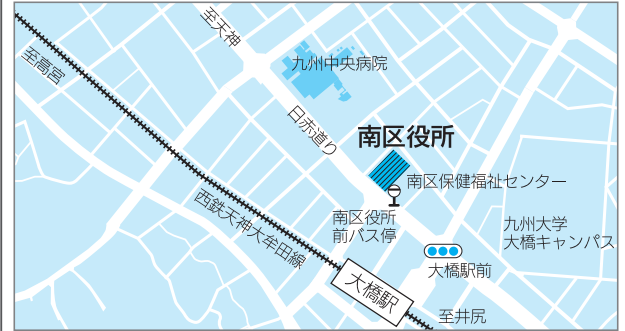 至天神
至高宮
九州中央病院
日赤通り
南区役所
南区保健福祉センター
西鉄天神大牟田線
南区役所
前バス停
九州大学
大橋キャンパス
大橋駅前
大橋駅
至井尻